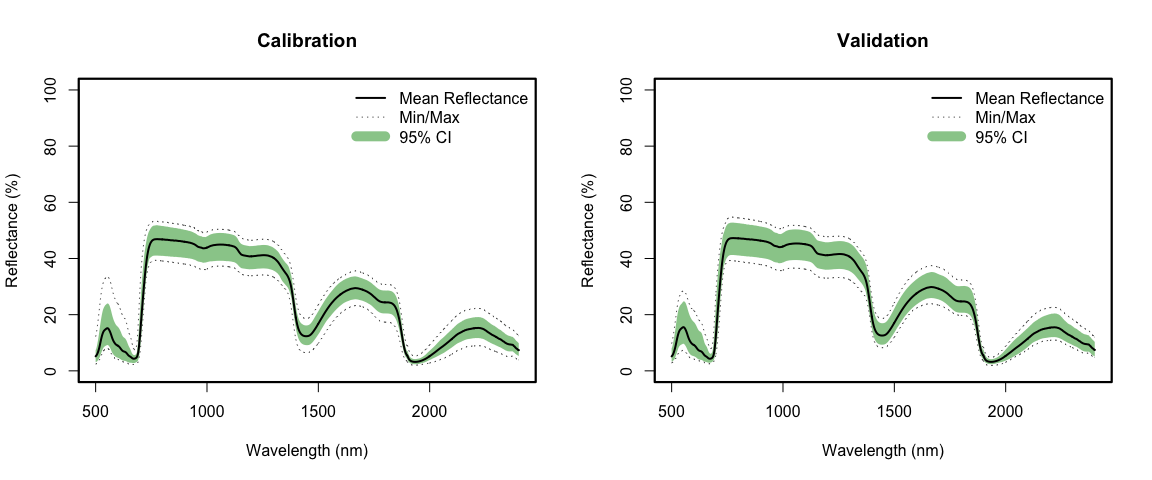 Calibration
Reflectance (%)
100
80
60
40
20
0
Mean Reflectance
Min/Max
95% CI
500 1000 1500 2000
Wavelength (nm)
Validation
Reflectance (%)
100
80
60
40
20
0
Mean Reflectance
Min/Max
95% CI
500 1000 1500 2000
Wavelength (nm)